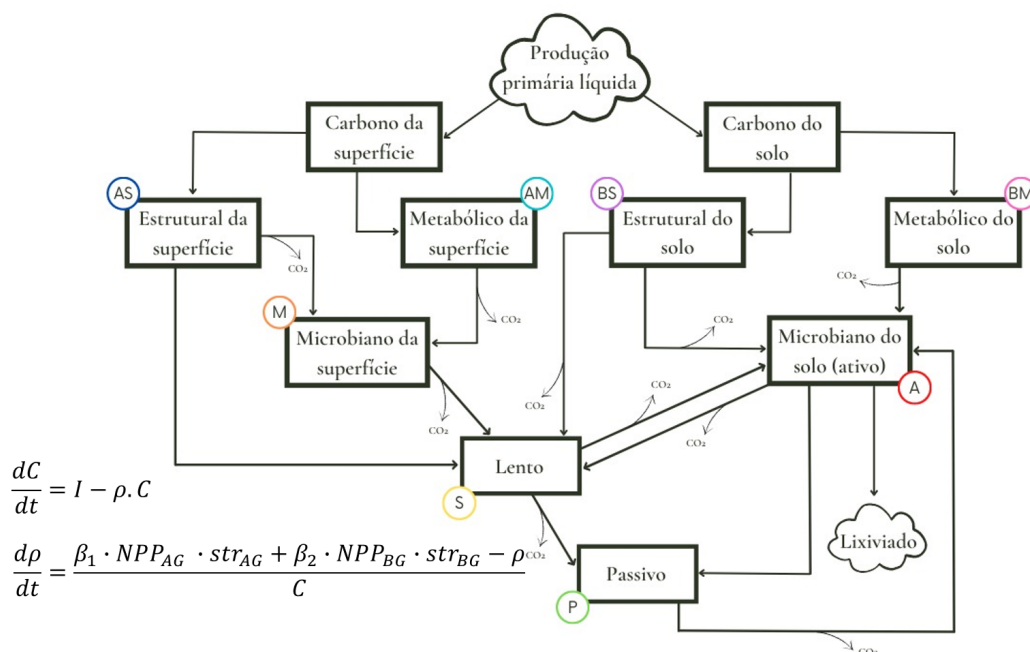 Produção
primária líquida
Carbono da
superfície
Carbono do
solo
AS
Estrutural da
superfície
AM
Metabólico da
superfície
BS
Estrutural do
solo
BM
Metabólico do
solo
CO₂
CO₂
CO₂
CO₂
M
Microbiano da
superfície
Microbiano do
solo (ativo)
A
CO₂
CO₂
CO₂
CO₂
Lento
S
dC/dt = I − ρ.C
Lixiviado
CO₂
dρ/dt = (β₁ · NPP_AG · str_AG + β₂ · NPP_BG · str_BG − ρ)/C
Passivo
P
CO₂